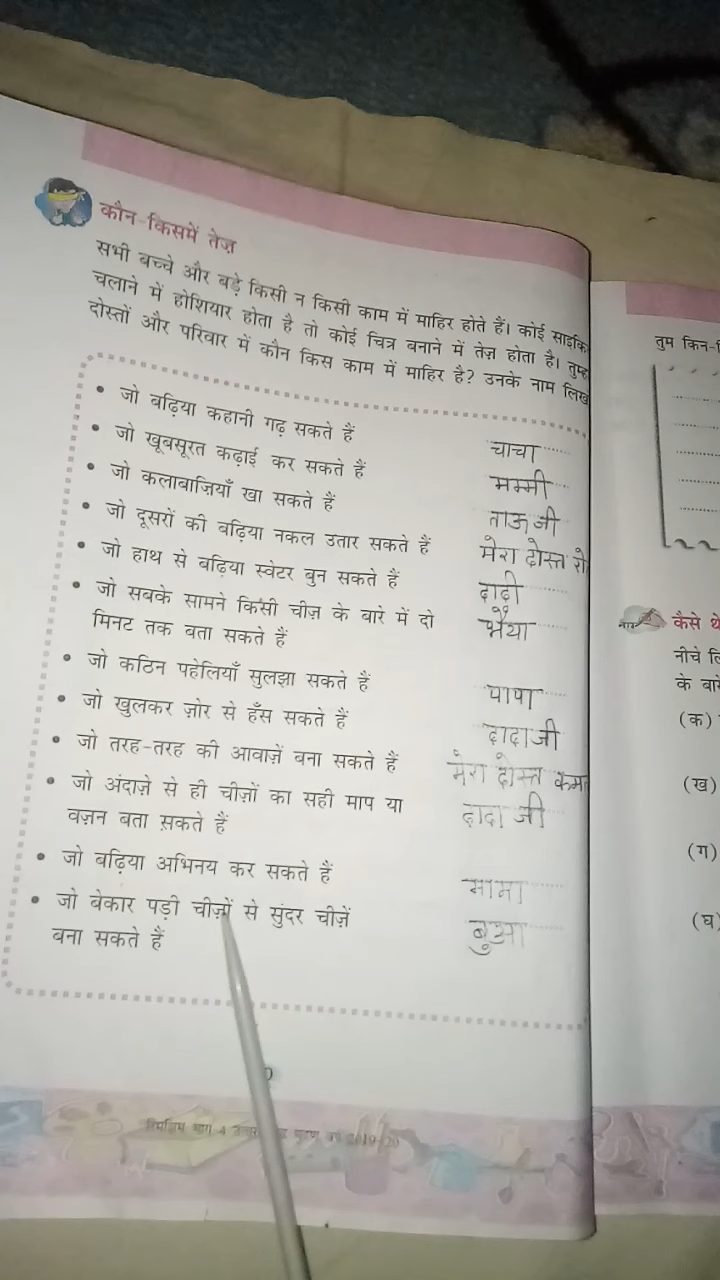 कौन किसमें तेज़
सभी बच्चे और बड़े किसी न किसी काम में माहिर होते हैं। कोई साइकि
चलाने में होशियार होता है तो कोई चित्र बनाने में तेज़ होता है। तुम्ह
दोस्तों और परिवार में कौन किस काम में माहिर है? उनके नाम लिख
• जो बढ़िया कहानी गढ़ सकते हैं चाचा
• जो खूबसूरत कढ़ाई कर सकते हैं मम्मी
• जो कलाबाज़ियाँ खा सकते हैं ताऊजी
• जो दूसरों की बढ़िया नकल उतार सकते हैं मेरा दोस्त रो
• जो हाथ से बढ़िया स्वेटर बुन सकते हैं दादी
• जो सबके सामने किसी चीज़ के बारे में दो भैया
मिनट तक बता सकते हैं
• जो कठिन पहेलियाँ सुलझा सकते हैं पापा
• जो खुलकर ज़ोर से हँस सकते हैं दादाजी
• जो तरह-तरह की आवाज़ें बना सकते हैं मेरा दोस्त कम
• जो अंदाज़े से ही चीज़ों का सही माप या दादा जी
वज़न बता सकते हैं
• जो बढ़िया अभिनय कर सकते हैं मामा
• जो बेकार पड़ी चीज़ों से सुंदर चीज़ें बुआ
बना सकते हैं
तुम किन-
कैसे थे
नीचे
के बारे
(क)
(ख)
(ग)
(घ)